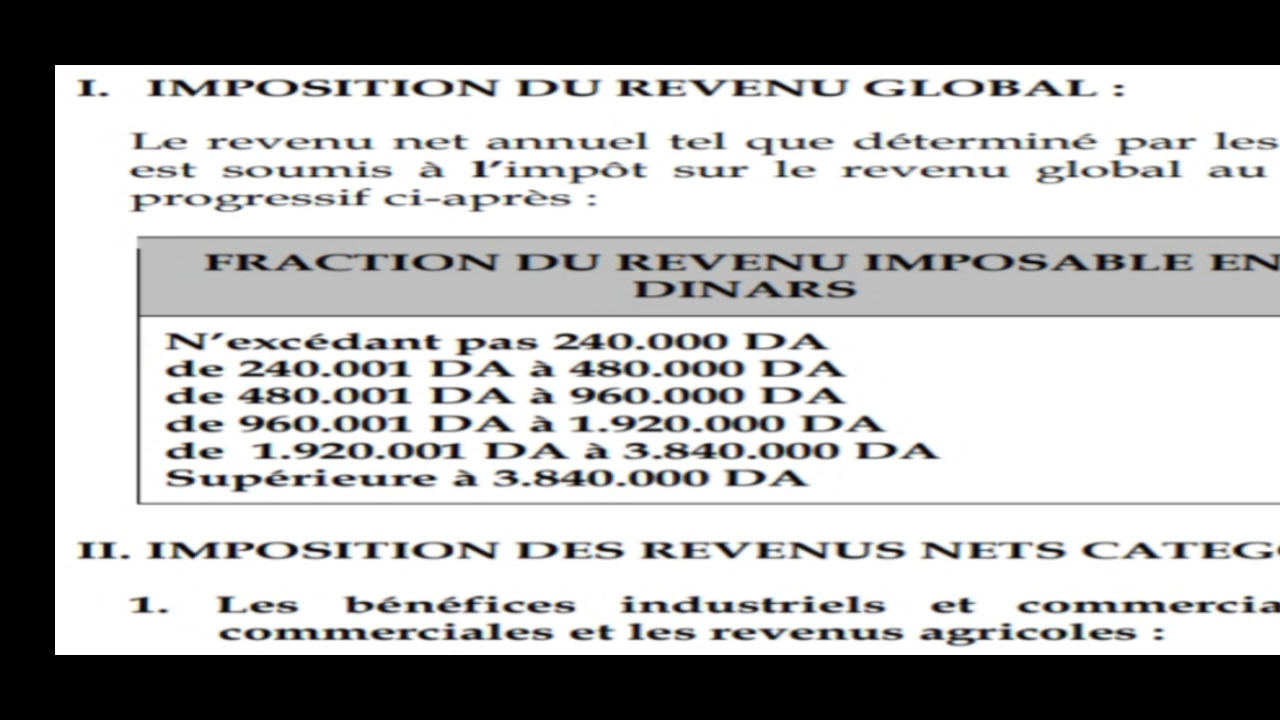 I. IMPOSITION DU REVENU GLOBAL :
Le revenu net annuel tel que déterminé par les
est soumis à l'impôt sur le revenu global au
progressif ci-après :
FRACTION DU REVENU IMPOSABLE EN
DINARS
N'excédant pas 240.000 DA
de 240.001 DA à 480.000 DA
de 480.001 DA à 960.000 DA
de 960.001 DA à 1.920.000 DA
de 1.920.001 DA à 3.840.000 DA
Supérieure à 3.840.000 DA
II. IMPOSITION DES REVENUS NETS
1. Les bénéfices industriels et
commerciales et les revenus agricoles :